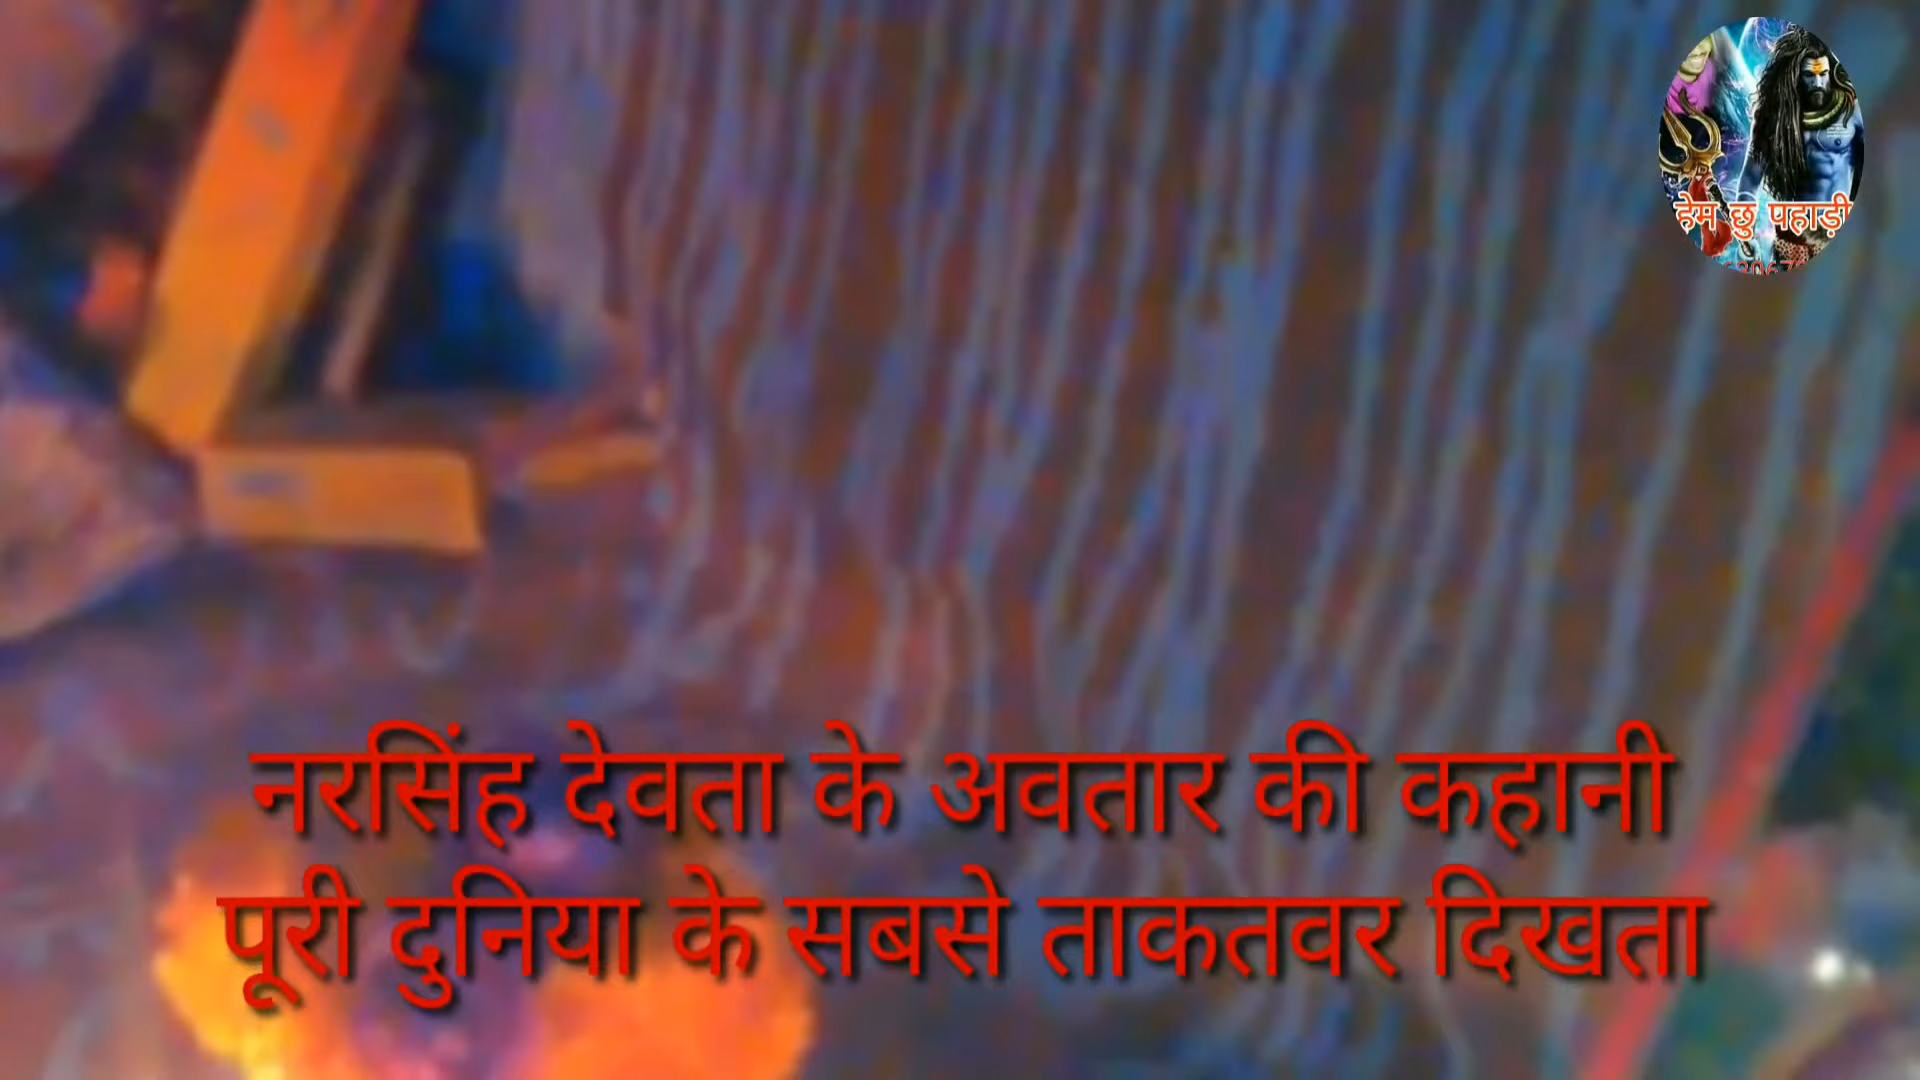 हेम छु पहाड़ी
नरसिंह देवता के अवतार की कहानी
पूरी दुनिया के सबसे ताकतवर दिखता